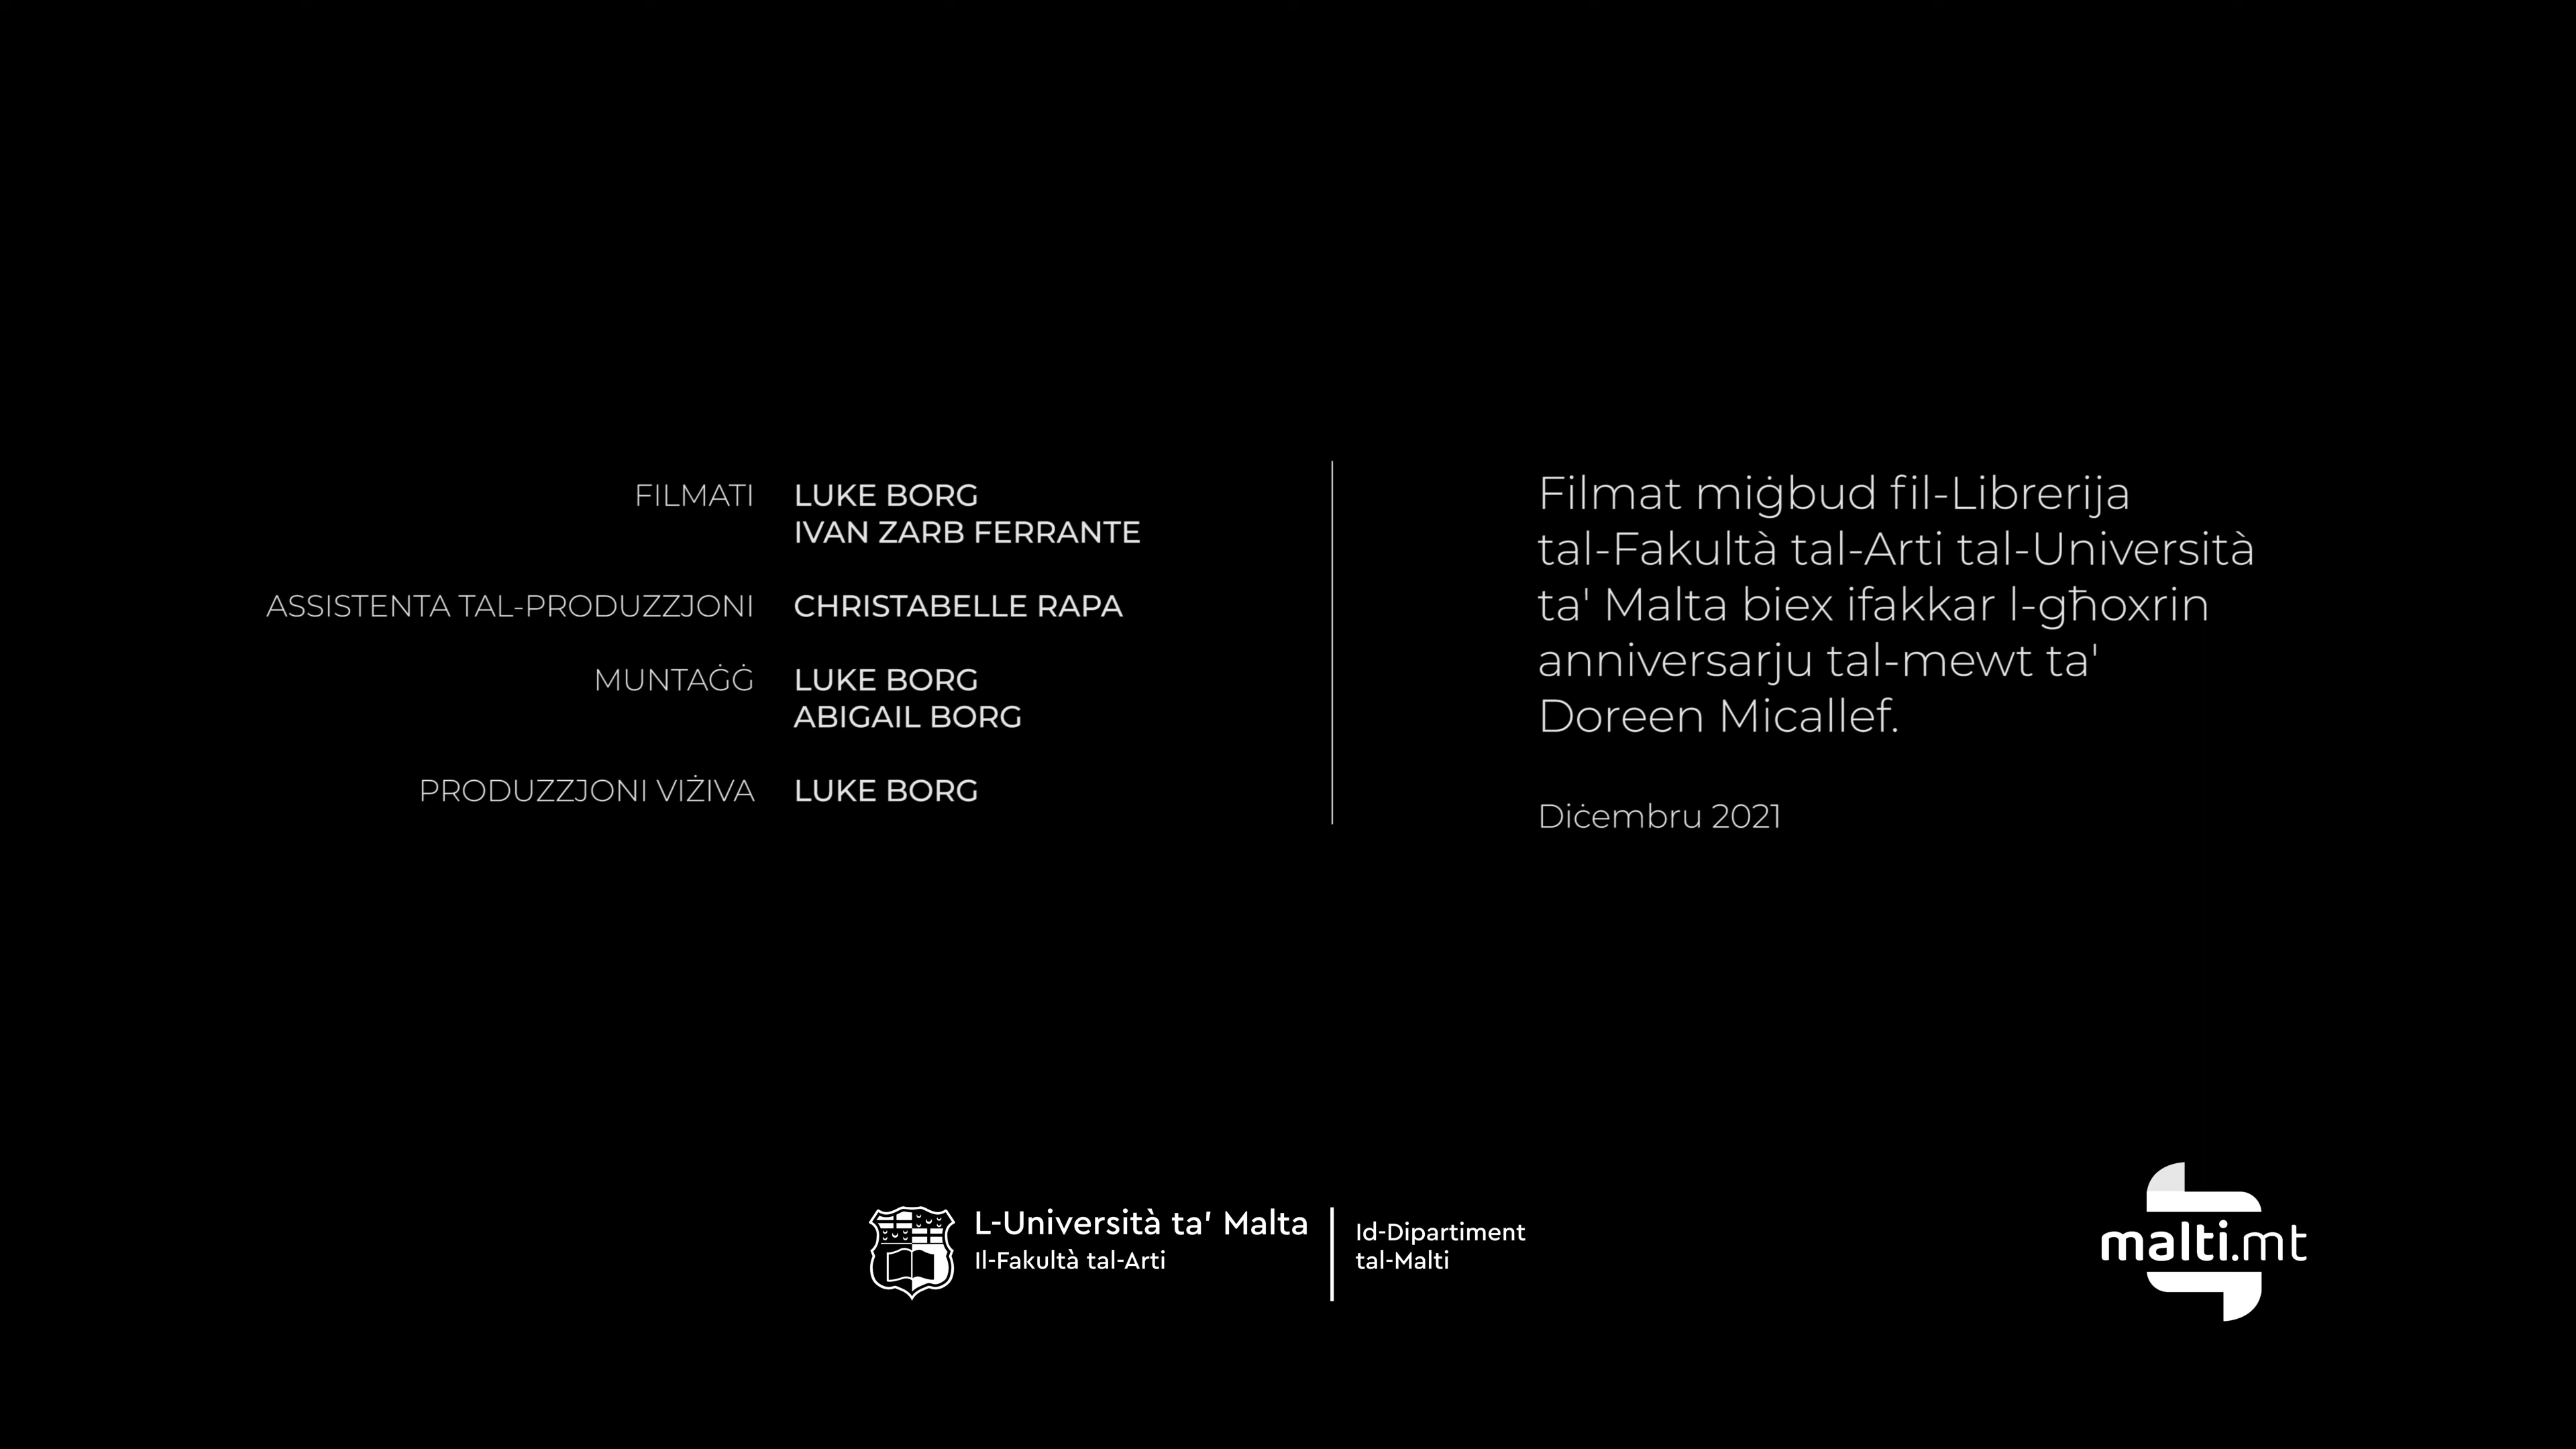 FILMATI LUKE BORG
IVAN ZARB FERRANTE
ASSISTENTA TAL-PRODUZZJONI CHRISTABELLE RAPA
MUNTAĠĠ LUKE BORG
ABIGAIL BORG
PRODUZZJONI VIŻIVA LUKE BORG
Filmat miġbud fil-Librerija
tal-Fakultà tal-Arti tal-Università
ta' Malta biex ifakkar l-għoxrin
anniversarju tal-mewt ta'
Doreen Micallef.
Diċembru 2021
L-Università ta' Malta
Il-Fakultà tal-Arti
Id-Dipartiment
tal-Malti
malti.mt